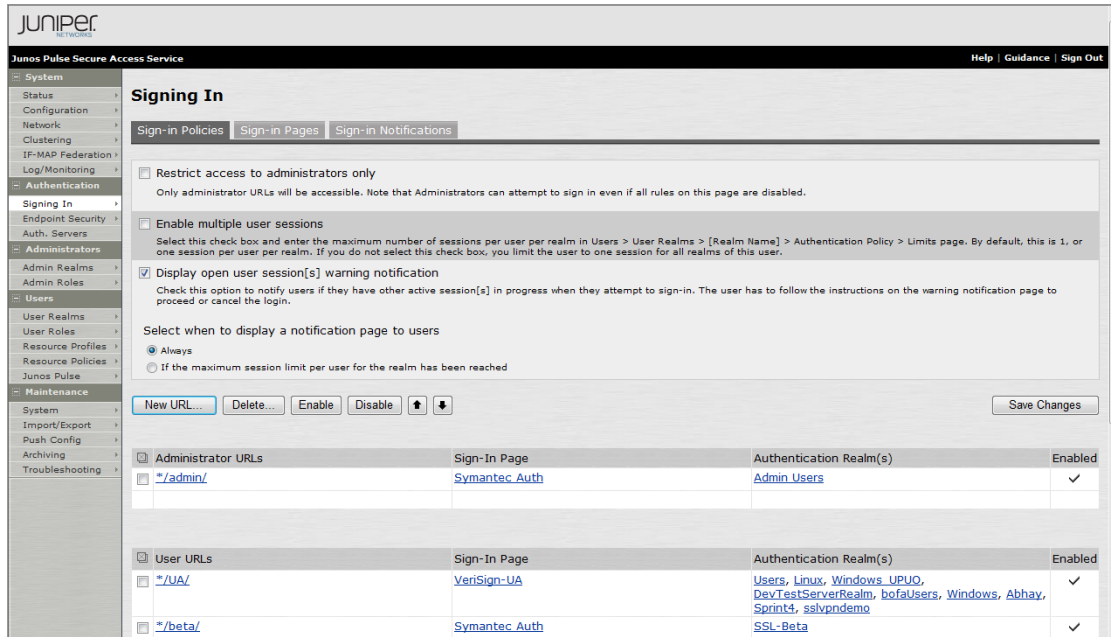 JUNIPER
NETWORKS
Junos Pulse Secure Access Service
Help | Guidance | Sign Out
System
Status
Configuration
Network
Clustering
IF-MAP Federation
Log/Monitoring
Authentication
Signing In
Endpoint Security
Auth. Servers
Administrators
Admin Realms
Admin Roles
Users
User Realms
User Roles
Resource Profiles
Resource Policies
Junos Pulse
Maintenance
System
Import/Export
Push Config
Archiving
Troubleshooting
Signing In
Sign-in Policies Sign-in Pages Sign-in Notifications
Restrict access to administrators only
Only administrator URLs will be accessible. Note that Administrators can attempt to sign in even if all rules on this page are disabled.
Enable multiple user sessions
Select this check box and enter the maximum number of sessions per user per realm in Users > User Realms > [Realm Name] > Authentication Policy > Limits page. By default, this is 1, or
one session per user per realm. If you do not select this check box, you limit the user to one session for all realms of this user.
Display open user session[s] warning notification
Check this option to notify users if they have other active session[s] in progress when they attempt to sign-in. The user has to follow the instructions on the warning notification page to
proceed or cancel the login.
Select when to display a notification page to users
Always
If the maximum session limit per user for the realm has been reached
New URL... Delete... Enable Disable Save Changes
Administrator URLs Sign-In Page Authentication Realm(s) Enabled
*/admin/ Symantec Auth Admin Users
User URLs Sign-In Page Authentication Realm(s) Enabled
*/UA/ VeriSign-UA Users, Linux, Windows_UPUO,
DevTestServerRealm, bofaUsers, Windows, Abhay,
Sprint4, sslvpndemo
*/beta/ Symantec Auth SSL-Beta